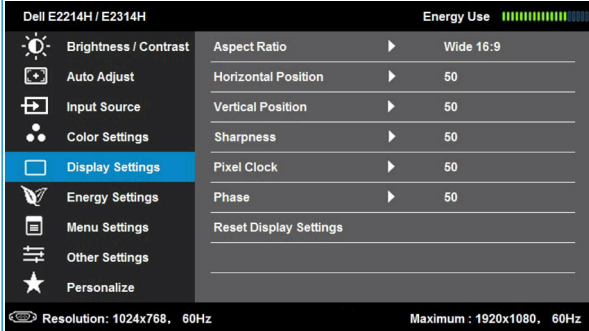 Dell E2214H / E2314H Energy Use
Brightness / Contrast Aspect Ratio Wide 16:9
Auto Adjust Horizontal Position 50
Input Source Vertical Position 50
Color Settings Sharpness 50
Display Settings Pixel Clock 50
Energy Settings Phase 50
Menu Settings Reset Display Settings
Other Settings
Personalize
Resolution: 1024x768, 60Hz Maximum : 1920x1080, 60Hz